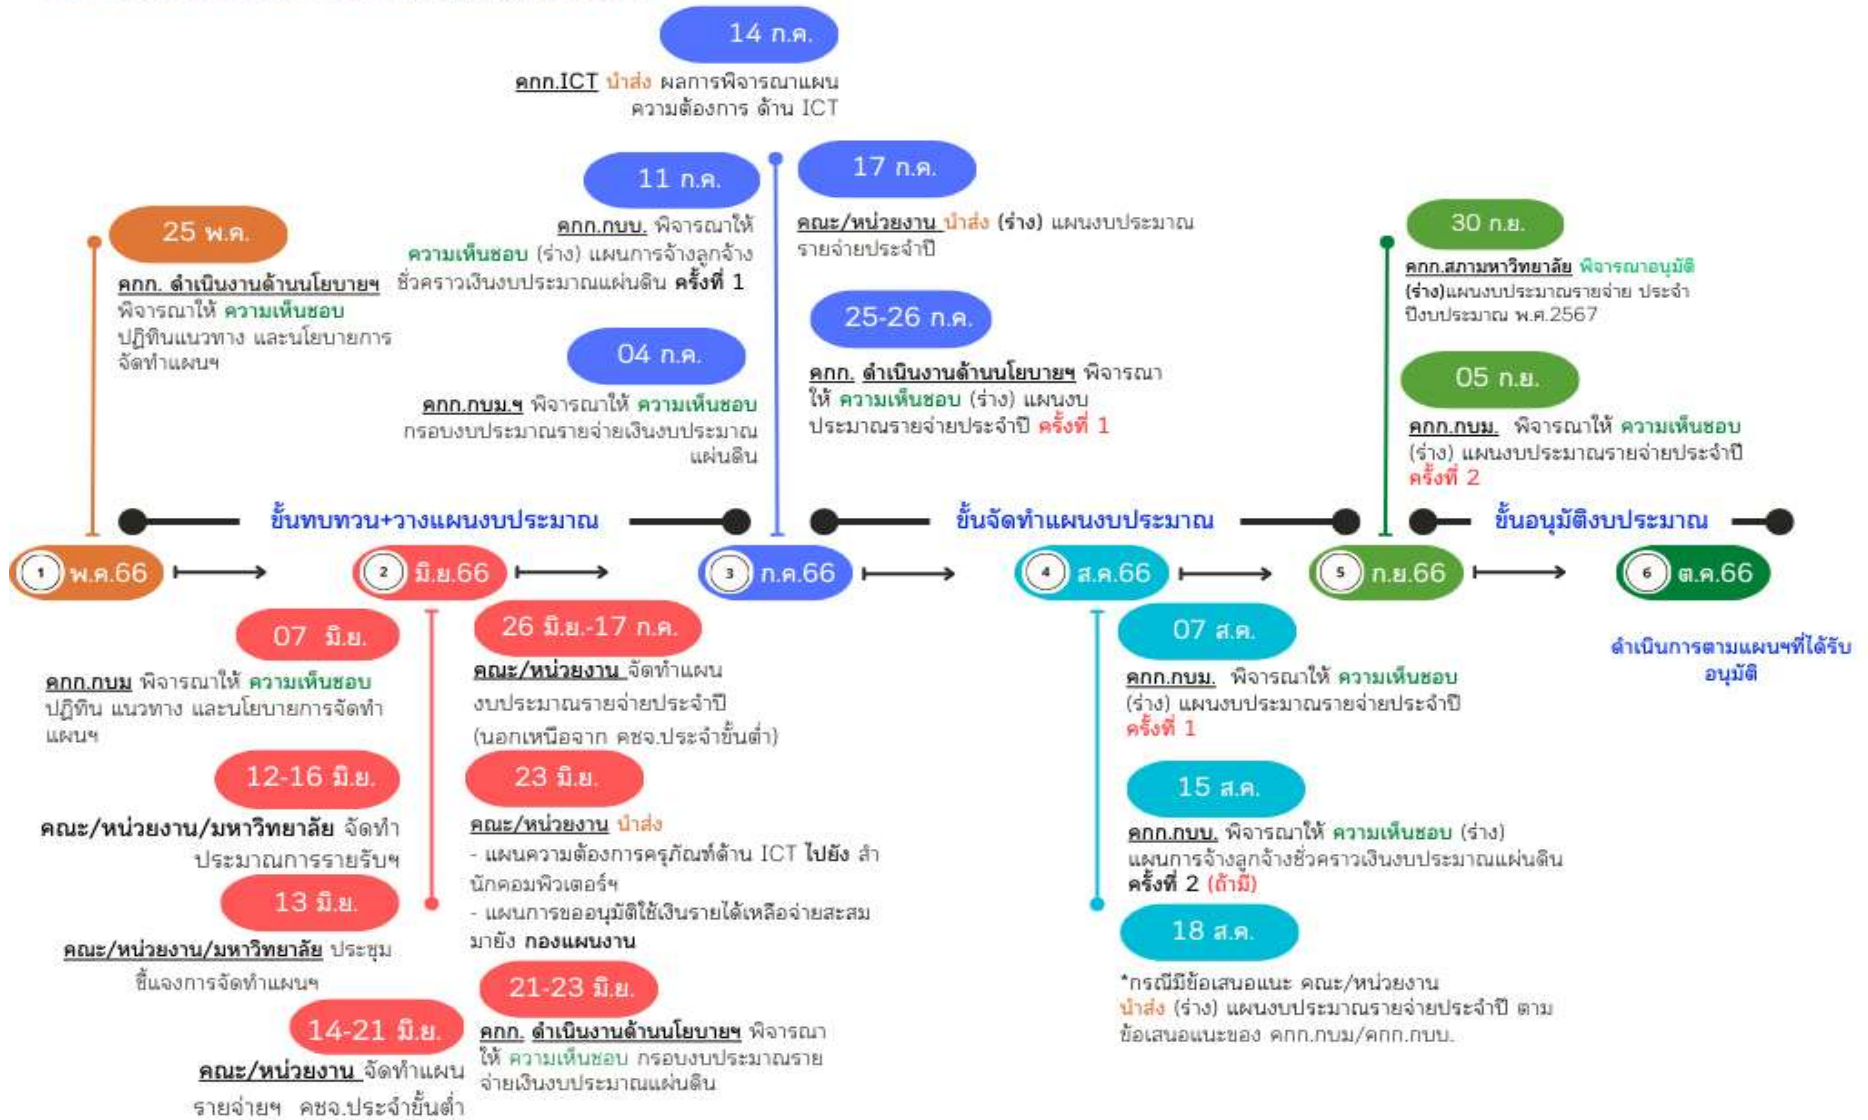 14 ก.ค.
คกก.ICT นำส่ง ผลการพิจารณาแผน
ความต้องการ ด้าน ICT
11 ก.ค.
คกก.กบบ. พิจารณาให้
ความเห็นชอบ (ร่าง) แผนการจ้างลูกจ้าง
ชั่วคราวเงินงบประมาณแผ่นดิน ครั้งที่ 1
04 ก.ค.
คกก.กบม.ฯ พิจารณาให้ ความเห็นชอบ
กรอบงบประมาณรายจ่ายเงินงบประมาณ
แผ่นดิน
17 ก.ค.
คณะ/หน่วยงาน นำส่ง (ร่าง) แผนงบประมาณ
รายจ่ายประจำปี
25-26 ก.ค.
คกก. ดำเนินงานด้านนโยบายฯ พิจารณา
ให้ ความเห็นชอบ (ร่าง) แผนงบ
ประมาณรายจ่ายประจำปี ครั้งที่ 1
25 พ.ค.
คกก. ดำเนินงานด้านนโยบายฯ
พิจารณาให้ ความเห็นชอบ
ปฏิทินแนวทาง และนโยบายการ
จัดทำแผนฯ
30 ก.ย.
คกก.สภามหาวิทยาลัย พิจารณาอนุมัติ
(ร่าง)แผนงบประมาณรายจ่าย ประจำ
ปีงบประมาณ พ.ศ.2567
05 ก.ย.
คกก.กบม. พิจารณาให้ ความเห็นชอบ
(ร่าง) แผนงบประมาณรายจ่ายประจำปี
ครั้งที่ 2
ขั้นทบทวน+วางแผนงบประมาณ
ขั้นจัดทำแผนงบประมาณ
ขั้นอนุมัติงบประมาณ
1 พ.ค.66
2 มิ.ย.66
3 ก.ค.66
4 ส.ค.66
5 ก.ย.66
6 ต.ค.66
07 มิ.ย.
คกก.กบม พิจารณาให้ ความเห็นชอบ
ปฏิทิน แนวทาง และนโยบายการจัดทำ
แผนฯ
12-16 มิ.ย.
คณะ/หน่วยงาน/มหาวิทยาลัย จัดทำ
ประมาณการรายรับฯ
13 มิ.ย.
คณะ/หน่วยงาน/มหาวิทยาลัย ประชุม
ชี้แจงการจัดทำแผนฯ
14-21 มิ.ย.
คณะ/หน่วยงาน จัดทำแผน
รายจ่ายฯ คชจ.ประจำขั้นต่ำ
26 มิ.ย.-17 ก.ค.
คณะ/หน่วยงาน จัดทำแผน
งบประมาณรายจ่ายประจำปี
(นอกเหนือจาก คชจ.ประจำขั้นต่ำ)
23 มิ.ย.
คณะ/หน่วยงาน นำส่ง
- แผนความต้องการครุภัณฑ์ด้าน ICT ไปยัง สำ
นักคอมพิวเตอร์ฯ
- แผนการขออนุมัติใช้เงินรายได้เหลือจ่ายสะสม
มายัง กองแผนงาน
21-23 มิ.ย.
คกก. ดำเนินงานด้านนโยบายฯ พิจารณา
ให้ ความเห็นชอบ กรอบงบประมาณราย
จ่ายเงินงบประมาณแผ่นดิน
07 ส.ค.
คกก.กบม. พิจารณาให้ ความเห็นชอบ
(ร่าง) แผนงบประมาณรายจ่ายประจำปี
ครั้งที่ 1
15 ส.ค.
คกก.กบบ. พิจารณาให้ ความเห็นชอบ (ร่าง)
แผนการจ้างลูกจ้างชั่วคราวเงินงบประมาณแผ่นดิน
ครั้งที่ 2 (ถ้ามี)
18 ส.ค.
*กรณีมีข้อเสนอแนะ คณะ/หน่วยงาน
นำส่ง (ร่าง) แผนงบประมาณรายจ่ายประจำปี ตาม
ข้อเสนอแนะของ คกก.กบม/คกก.กบบ.
ดำเนินการตามแผนฯที่ได้รับ
อนุมัติ